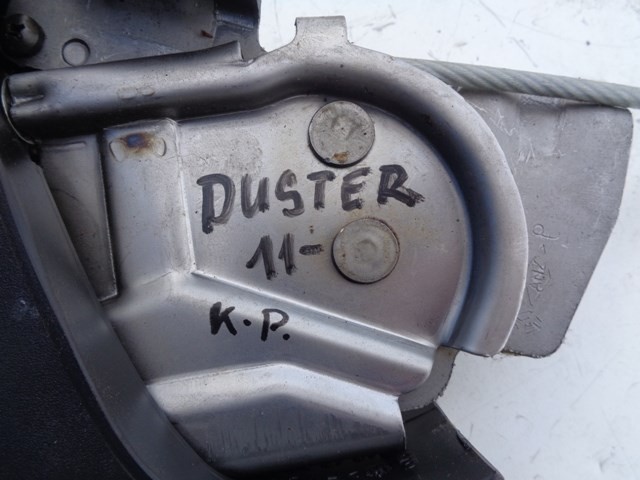 DUSTER
11-
K.P.